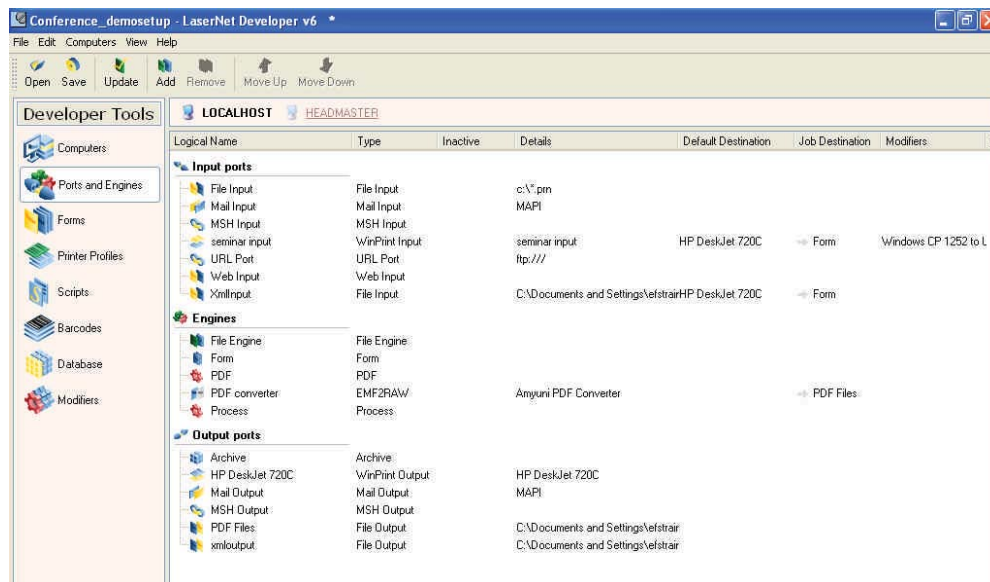 Conference_demosetup - LaserNet Developer v6 *
File Edit Computers View Help
Open Save Update Add Remove Move Up Move Down
Developer Tools
LOCALHOST HEADMASTER
Computers
Ports and Engines
Forms
Printer Profiles
Scripts
Barcodes
Database
Modifiers
Logical Name Type Inactive Details Default Destination Job Destination Modifiers
Input ports
File Input File Input c:\*.prn
Mail Input Mail Input MAPI
MSH Input MSH Input
seminar input WinPrint Input seminar input HP DeskJet 720C Form Windows CP 1252 to L
URL Port URL Port ftp:///
Web Input Web Input
XmlInput File Input C:\Documents and Settings\efstrair HP DeskJet 720C Form
Engines
File Engine File Engine
Form Form
PDF PDF
PDF converter EMF2RAW Amyuni PDF Converter PDF Files
Process Process
Output ports
Archive Archive
HP DeskJet 720C WinPrint Output HP DeskJet 720C
Mail Output Mail Output MAPI
MSH Output MSH Output
PDF Files File Output C:\Documents and Settings\efstrair
xmloutput File Output C:\Documents and Settings\efstrair